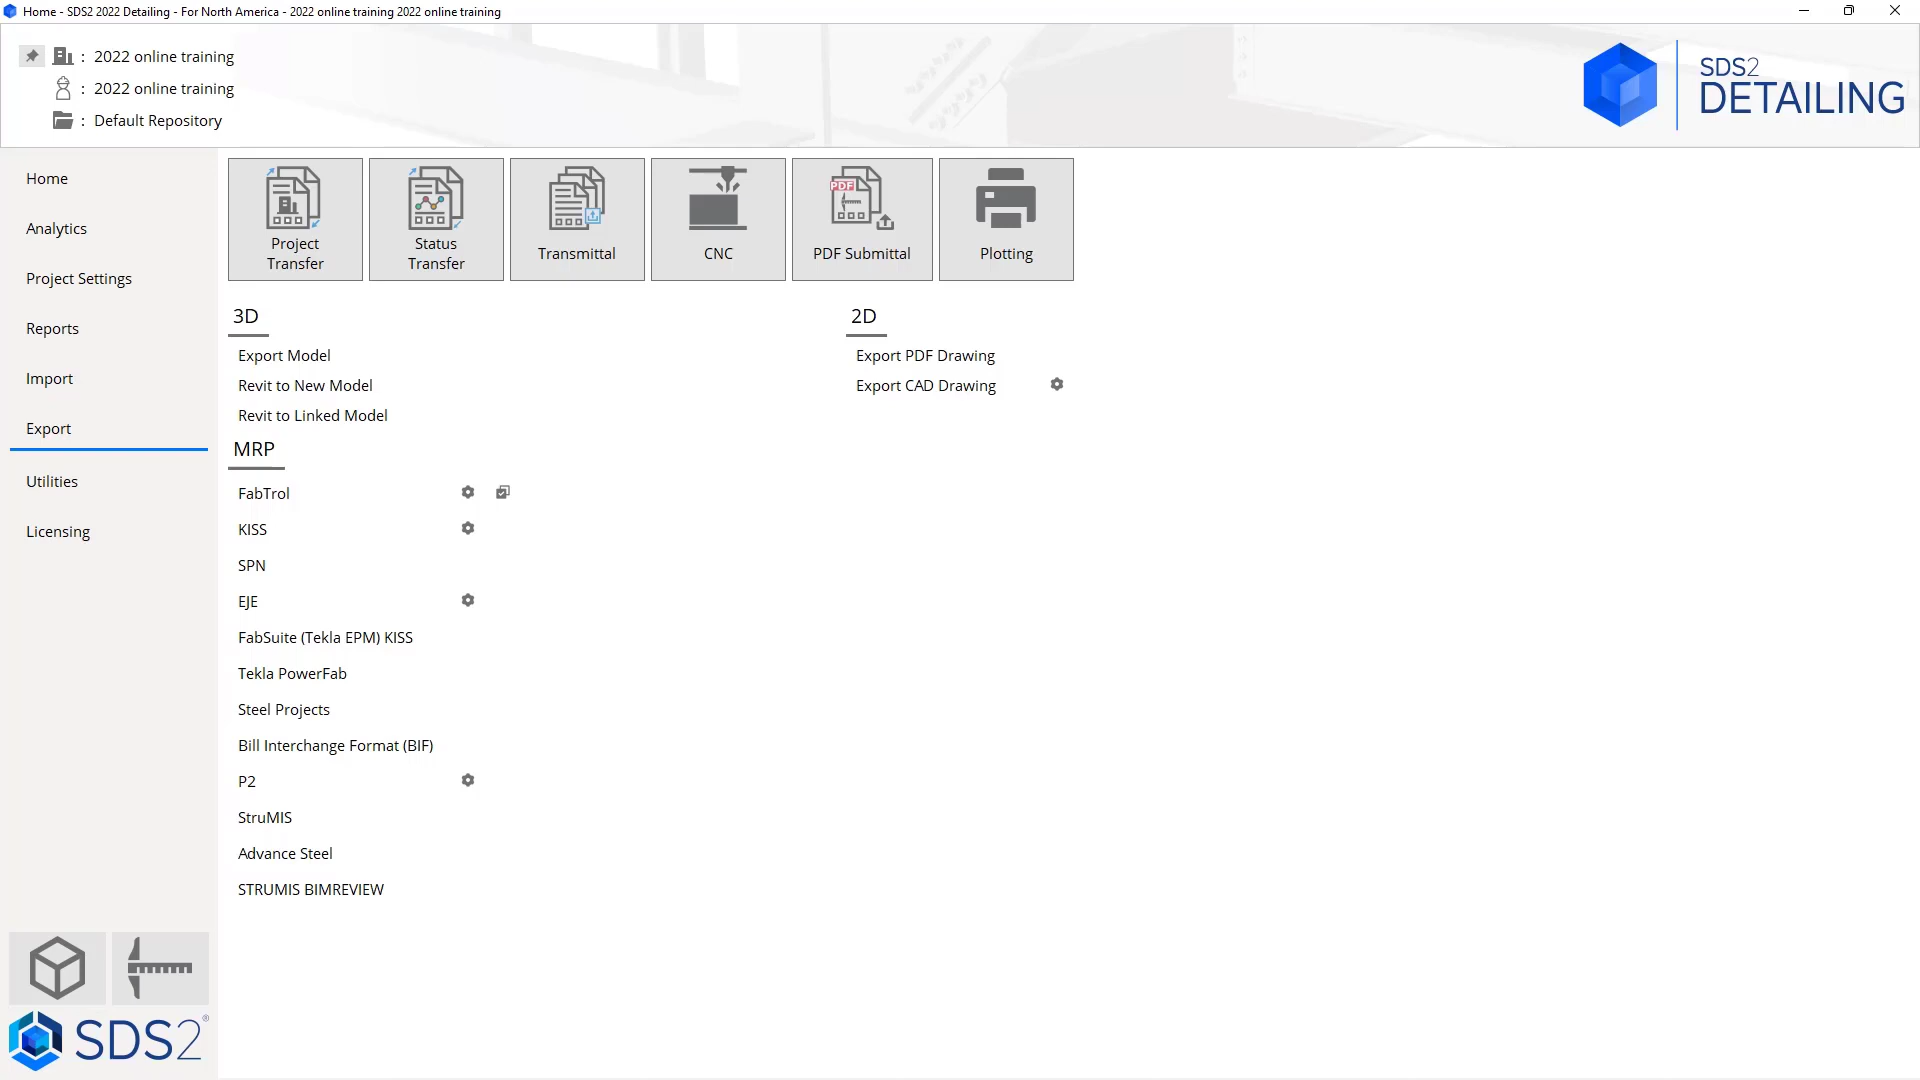 Home - SDS2 2022 Detailing - For North America - 2022 online training 2022 online training
: 2022 online training
: 2022 online training
: Default Repository
SDS2
DETAILING
Home
Analytics
Project Settings
Reports
Import
Export
Utilities
Licensing
Project
Transfer
Status
Transfer
Transmittal
CNC
PDF
PDF Submittal
Plotting
3D
Export Model
Revit to New Model
Revit to Linked Model
2D
Export PDF Drawing
Export CAD Drawing
MRP
FabTrol
KISS
SPN
EJE
FabSuite (Tekla EPM) KISS
Tekla PowerFab
Steel Projects
Bill Interchange Format (BIF)
P2
StruMIS
Advance Steel
STRUMIS BIMREVIEW
SDS2®